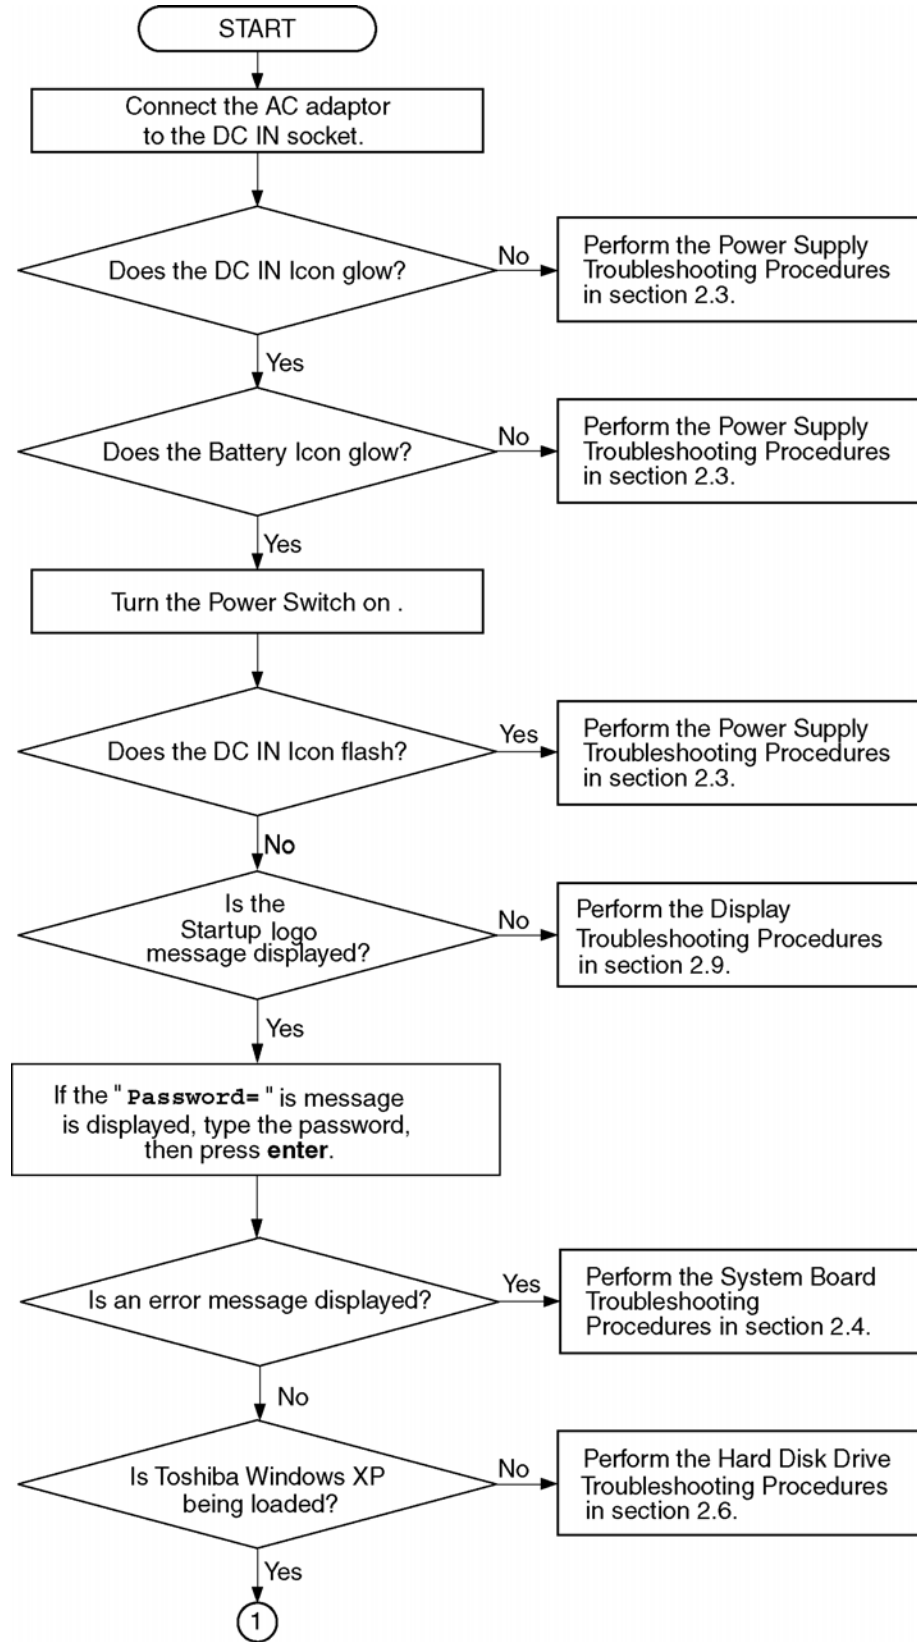 START
Connect the AC adaptor
to the DC IN socket.
Does the DC IN Icon glow?
No
Perform the Power Supply
Troubleshooting Procedures
in section 2.3.
Yes
Does the Battery Icon glow?
No
Perform the Power Supply
Troubleshooting Procedures
in section 2.3.
Yes
Turn the Power Switch on .
Does the DC IN Icon flash?
Yes
Perform the Power Supply
Troubleshooting Procedures
in section 2.3.
No
Is the
Startup logo
message displayed?
No
Perform the Display
Troubleshooting Procedures
in section 2.9.
Yes
If the " Password= " is message
is displayed, type the password,
then press enter.
Is an error message displayed?
Yes
Perform the System Board
Troubleshooting
Procedures in section 2.4.
No
Is Toshiba Windows XP
being loaded?
No
Perform the Hard Disk Drive
Troubleshooting Procedures
in section 2.6.
Yes
1